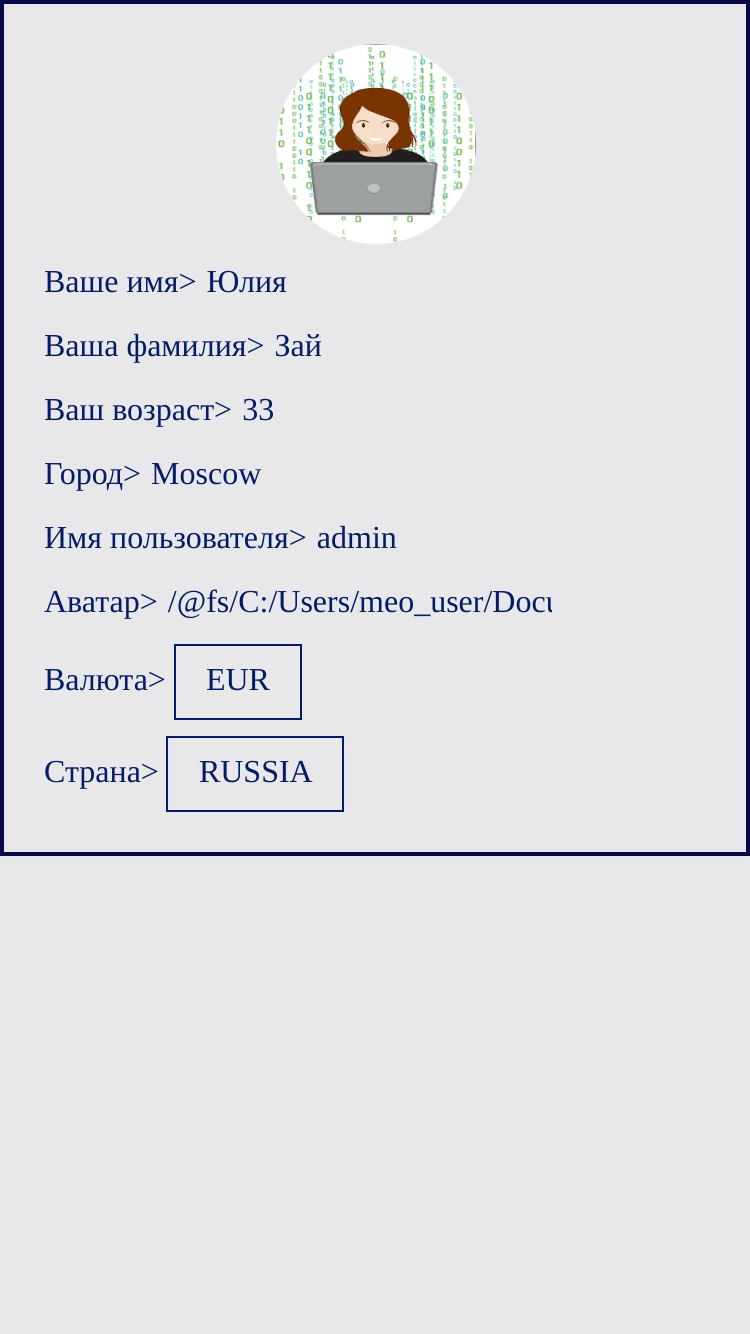 Ваше имя> Юлия
Ваша фамилия> Зай
Ваш возраст> 33
Город> Moscow
Имя пользователя> admin
Аватар> /@fs/C:/Users/meo_user/Docu
Валюта> EUR
Страна> RUSSIA